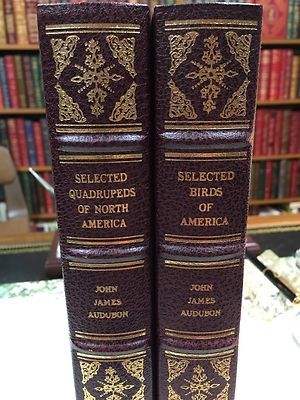 SELECTED
QUADRUPEDS
OF NORTH
AMERICA
JOHN
JAMES
AUDUBON
SELECTED
BIRDS
OF
AMERICA
JOHN
JAMES
AUDUBON